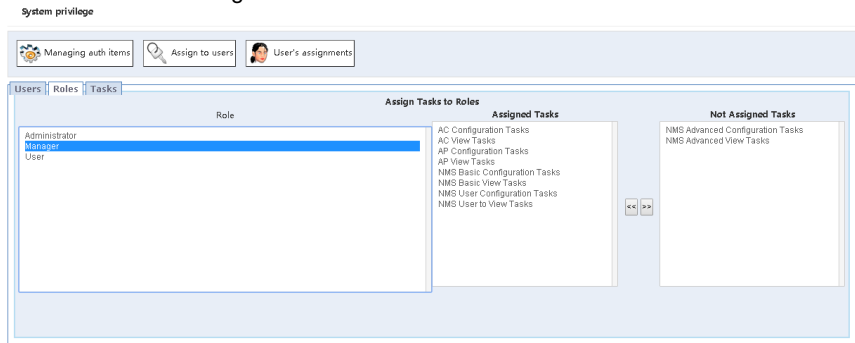 System privilege
Managing auth items
Assign to users
User's assignments
Users
Roles
Tasks
Assign Tasks to Roles
Role
Assigned Tasks
Not Assigned Tasks
Administrator
Manager
User
AC Configuration Tasks
AC View Tasks
AP Configuration Tasks
AP View Tasks
NMS Basic Configuration Tasks
NMS Basic View Tasks
NMS User Configuration Tasks
NMS User to View Tasks
<< >>
NMS Advanced Configuration Tasks
NMS Advanced View Tasks